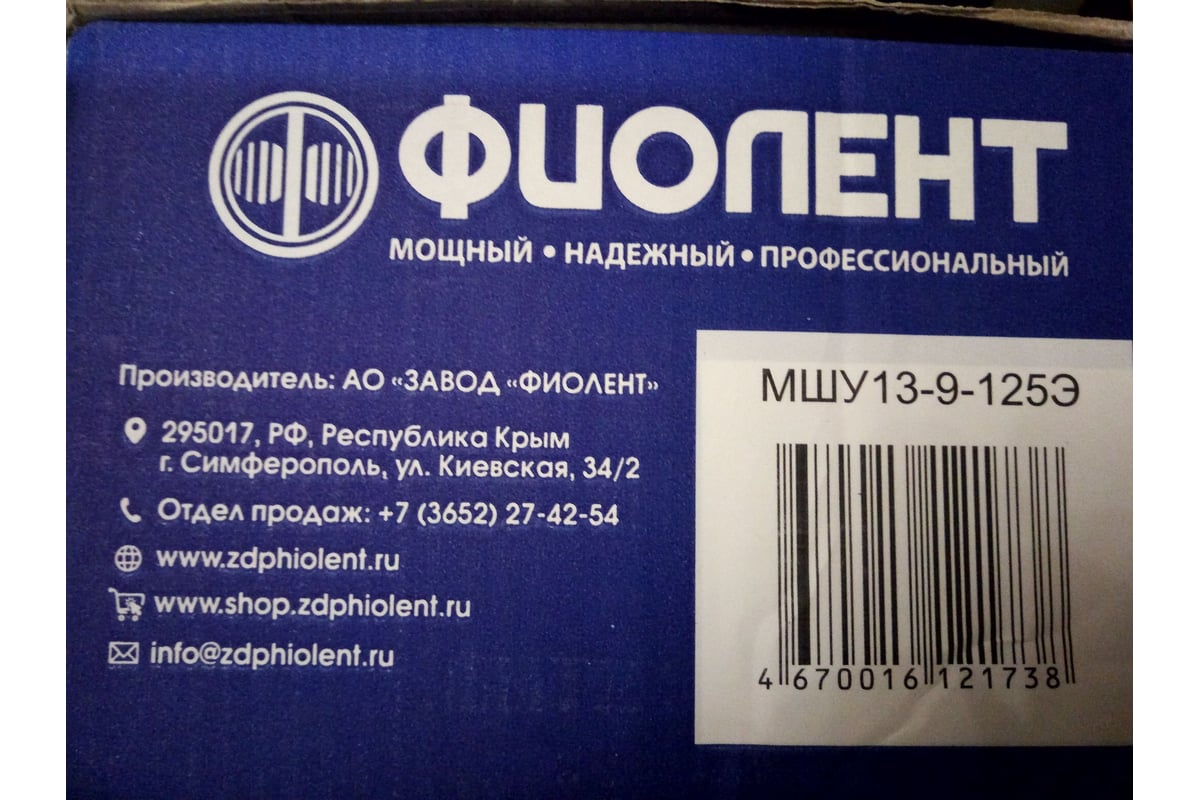 ФИОЛЕНТ
МОЩНЫЙ • НАДЕЖНЫЙ • ПРОФЕССИОНАЛЬНЫЙ
Производитель: АО «ЗАВОД «ФИОЛЕНТ»
295017, РФ, Республика Крым
г. Симферополь, ул. Киевская, 34/2
Отдел продаж: +7 (3652) 27-42-54
www.zdphiolent.ru
www.shop.zdphiolent.ru
info@zdphiolent.ru
МШУ13-9-125Э
4 670016 121738